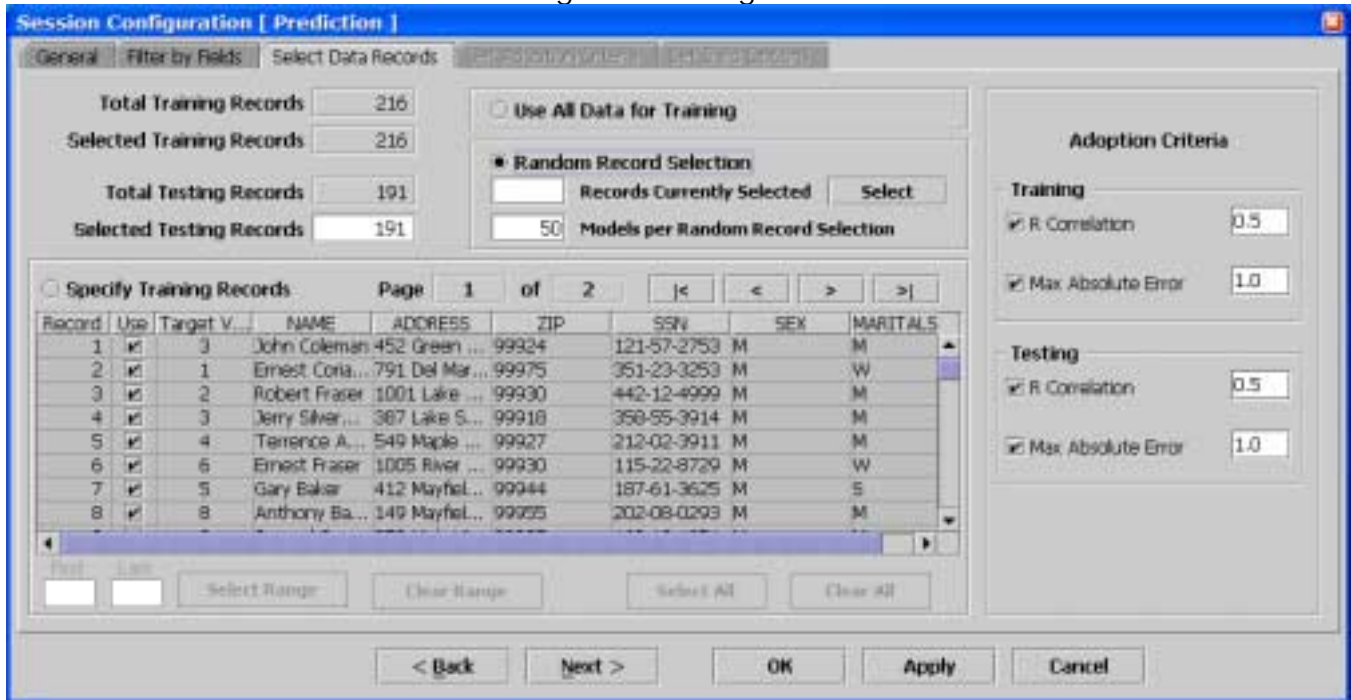 Session Configuration [ Prediction ]
General Filter by Fields Select Data Records
Total Training Records 216
Selected Training Records 216
Total Testing Records 191
Selected Testing Records 191
Use All Data for Training
Random Record Selection
Records Currently Selected Select
50 Models per Random Record Selection
Specify Training Records Page 1 of 2 |< < > >|
Record Use Target V... NAME ADDRESS ZIP SSN SEX MARITALS
1 3 John Coleman 452 Green ... 99924 121-57-2753 M M
2 1 Ernest Coria... 791 Del Mar... 99975 351-23-3253 M W
3 2 Robert Fraser 1001 Lake ... 99930 442-12-4999 M M
4 3 Jerry Silver... 387 Lake S... 99918 358-55-3914 M M
5 4 Terrence A... 549 Maple ... 99927 212-02-3911 M M
6 6 Ernest Fraser 1005 River ... 99930 115-22-8729 M W
7 5 Gary Baker 412 Mayfiel... 99944 187-61-3625 M S
8 8 Anthony Ba... 149 Mayfiel... 99955 202-08-0293 M M
First Last
Select Range Clear Range Select All Clear All
Adoption Criteria
Training
R Correlation 0.5
Max Absolute Error 1.0
Testing
R Correlation 0.5
Max Absolute Error 1.0
< Back Next > OK Apply Cancel